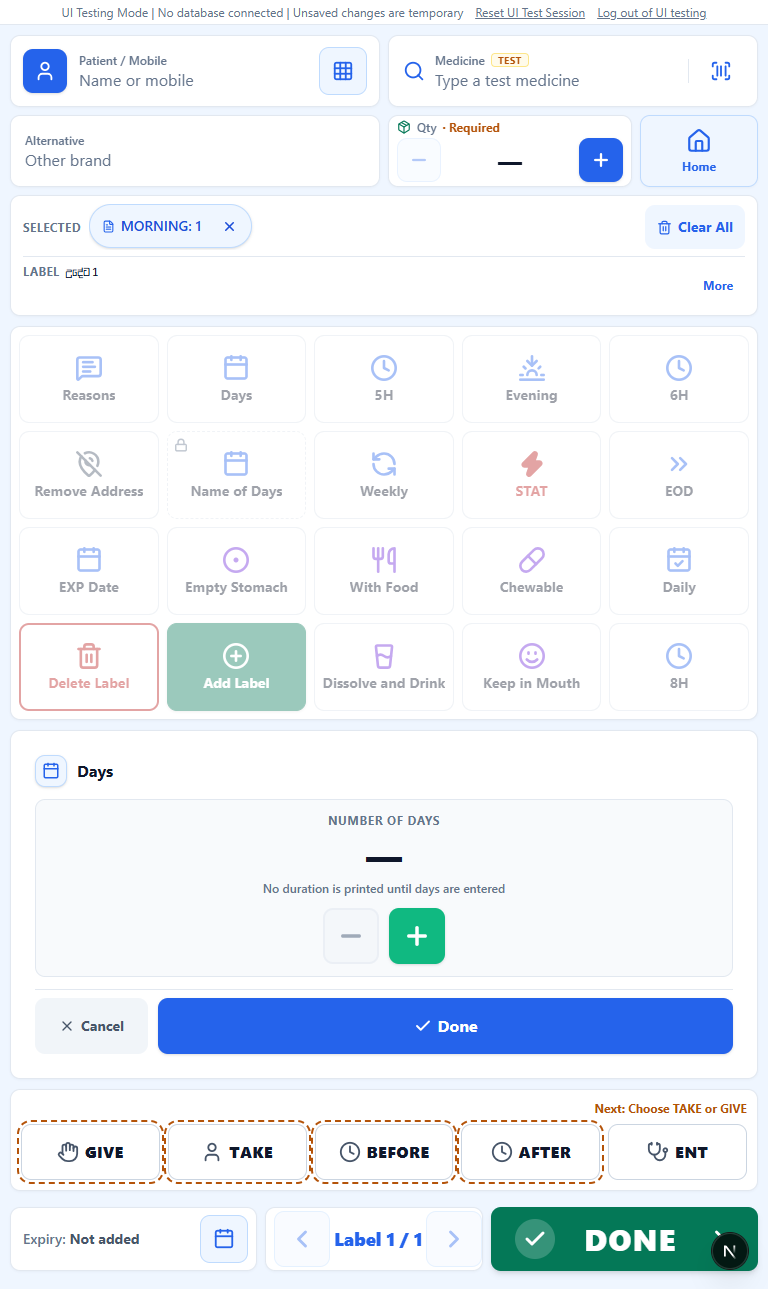 UI Testing Mode | No database connected | Unsaved changes are temporary Reset UI Test Session Log out of UI testing
Patient / Mobile
Name or mobile
Medicine TEST
Type a test medicine
Alternative
Other brand
Qty · Required
—
Home
SELECTED MORNING: 1
Clear All
LABEL 1
More
Reasons
Days
5H
Evening
6H
Remove Address
Name of Days
Weekly
STAT
EOD
EXP Date
Empty Stomach
With Food
Chewable
Daily
Delete Label
Add Label
Dissolve and Drink
Keep in Mouth
8H
Days
NUMBER OF DAYS
—
No duration is printed until days are entered
Cancel
Done
Next: Choose TAKE or GIVE
GIVE
TAKE
BEFORE
AFTER
ENT
Expiry: Not added
Label 1 / 1
DONE
N